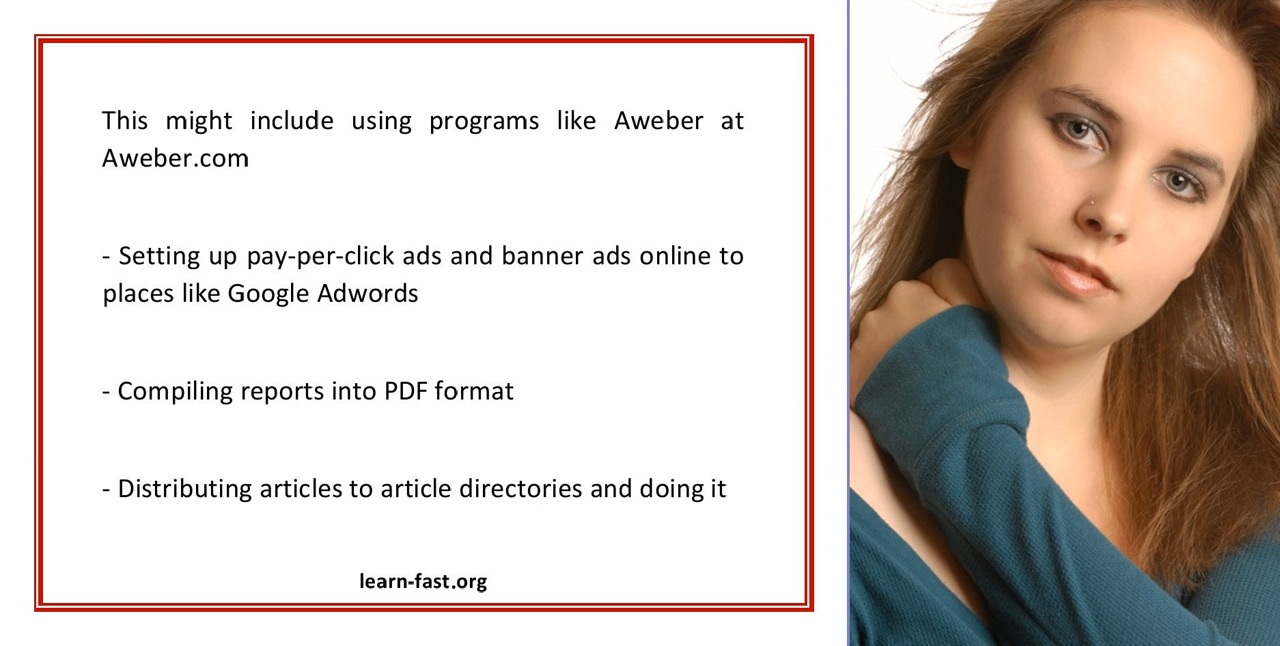 This might include using programs like Aweber at
Aweber.com
- Setting up pay-per-click ads and banner ads online to
places like Google Adwords
- Compiling reports into PDF format
- Distributing articles to article directories and doing it
learn-fast.org